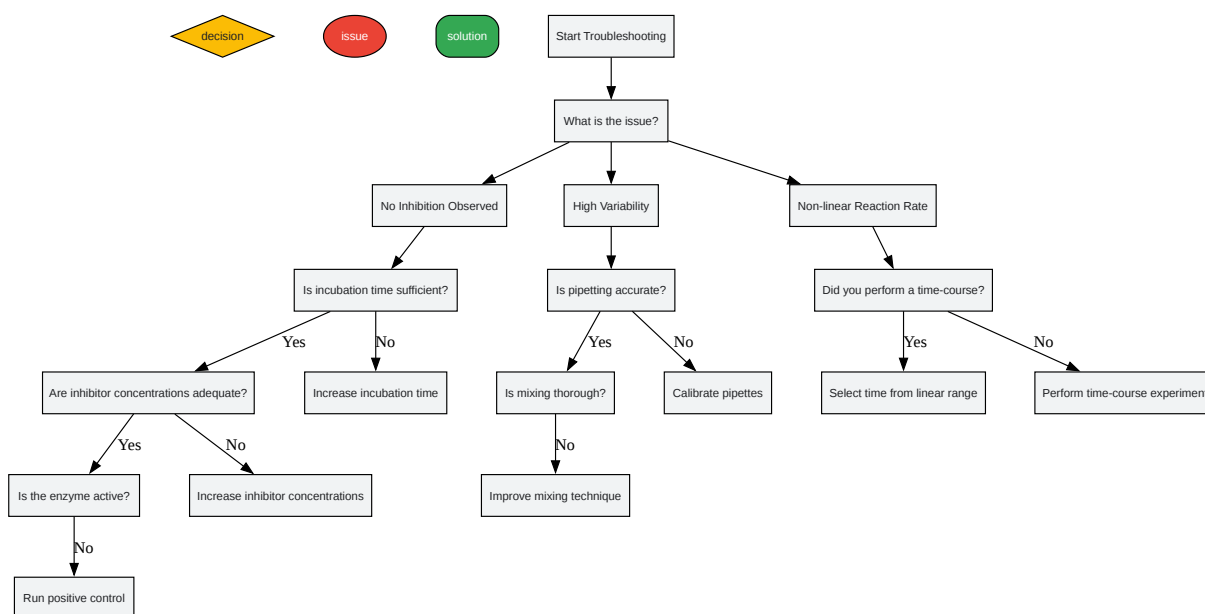 decision
issue
solution
Start Troubleshooting
What is the issue?
No Inhibition Observed
High Variability
Non-linear Reaction Rate
Is incubation time sufficient?
Is pipetting accurate?
Did you perform a time-course?
Yes
No
Yes
No
Yes
No
Are inhibitor concentrations adequate?
Increase incubation time
Is mixing thorough?
Calibrate pipettes
Select time from linear range
Perform time-course experiment
Yes
No
No
Is the enzyme active?
Increase inhibitor concentrations
Improve mixing technique
No
Run positive control